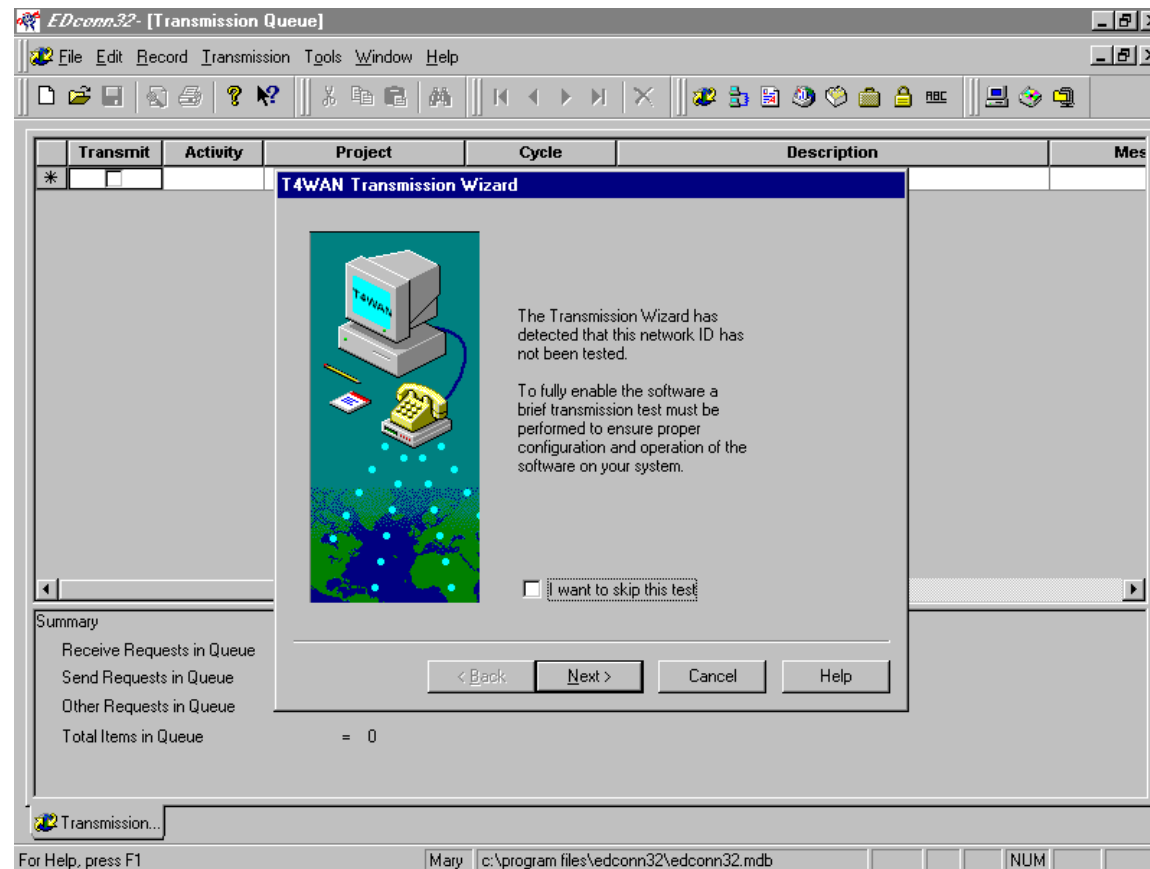 EDconn32- [Transmission Queue]
File Edit Record Transmission Tools Window Help
ABC
Transmit Activity Project Cycle Description Mes
T4WAN Transmission Wizard
T4WAN
The Transmission Wizard has
detected that this network ID has
not been tested.
To fully enable the software a
brief transmission test must be
performed to ensure proper
configuration and operation of the
software on your system.
I want to skip this test
< Back Next > Cancel Help
Summary
Receive Requests in Queue
Send Requests in Queue
Other Requests in Queue
Total Items in Queue = 0
Transmission...
For Help, press F1 Mary c:\program files\edconn32\edconn32.mdb NUM